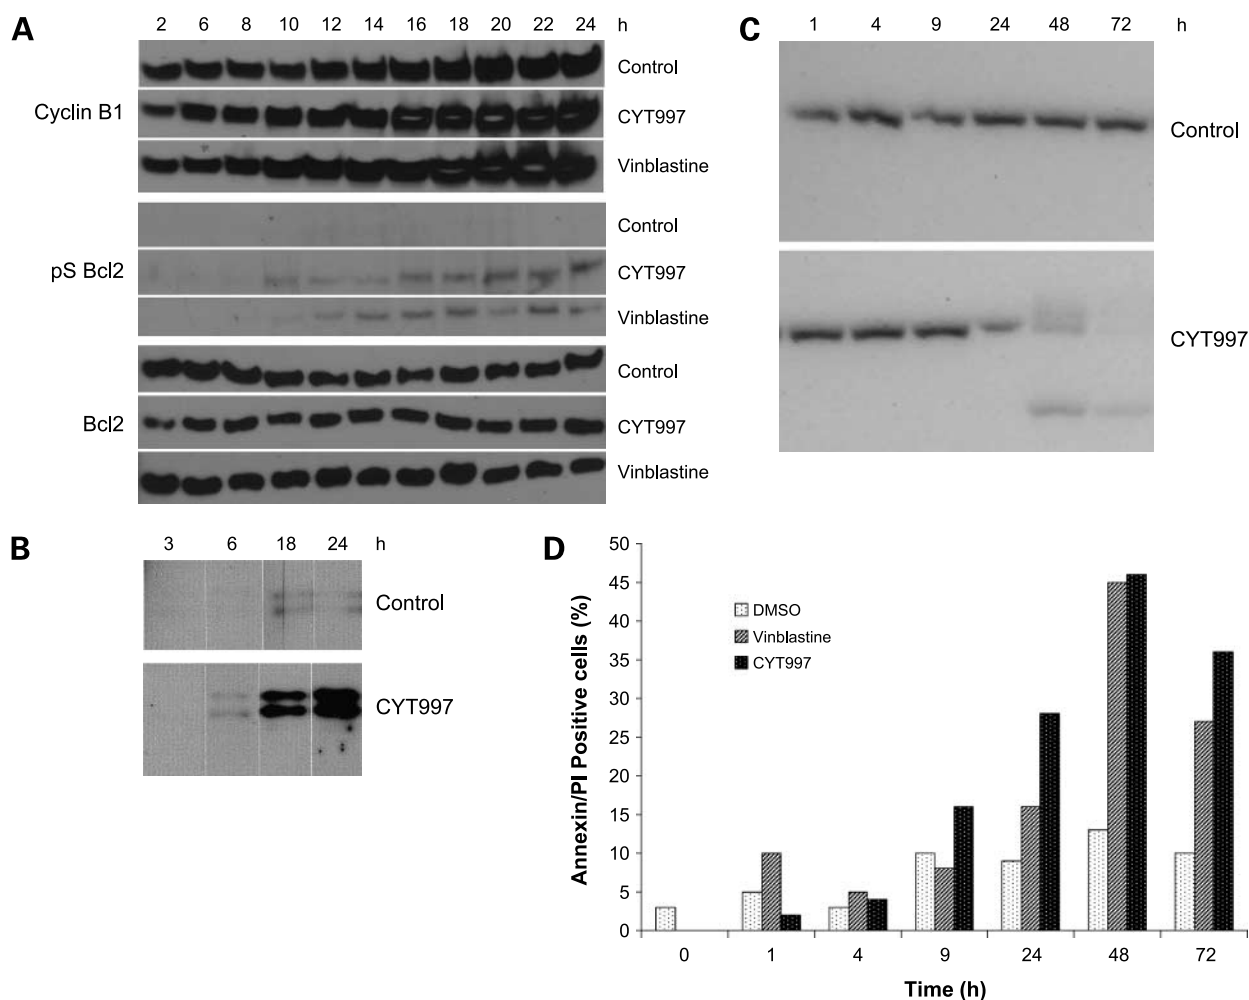 A
2 6 8 10 12 14 16 18 20 22 24 h
Control
Cyclin B1
CYT997
Vinblastine
Control
pS Bcl2
CYT997
Vinblastine
Control
Bcl2
CYT997
Vinblastine
B
3 6 18 24 h
Control
CYT997
C
1 4 9 24 48 72 h
Control
CYT997
D
50
45
40
35
30
25
20
15
10
5
0
Annexin/PI Positive cells (%)
DMSO
Vinblastine
CYT997
0 1 4 9 24 48 72
Time (h)